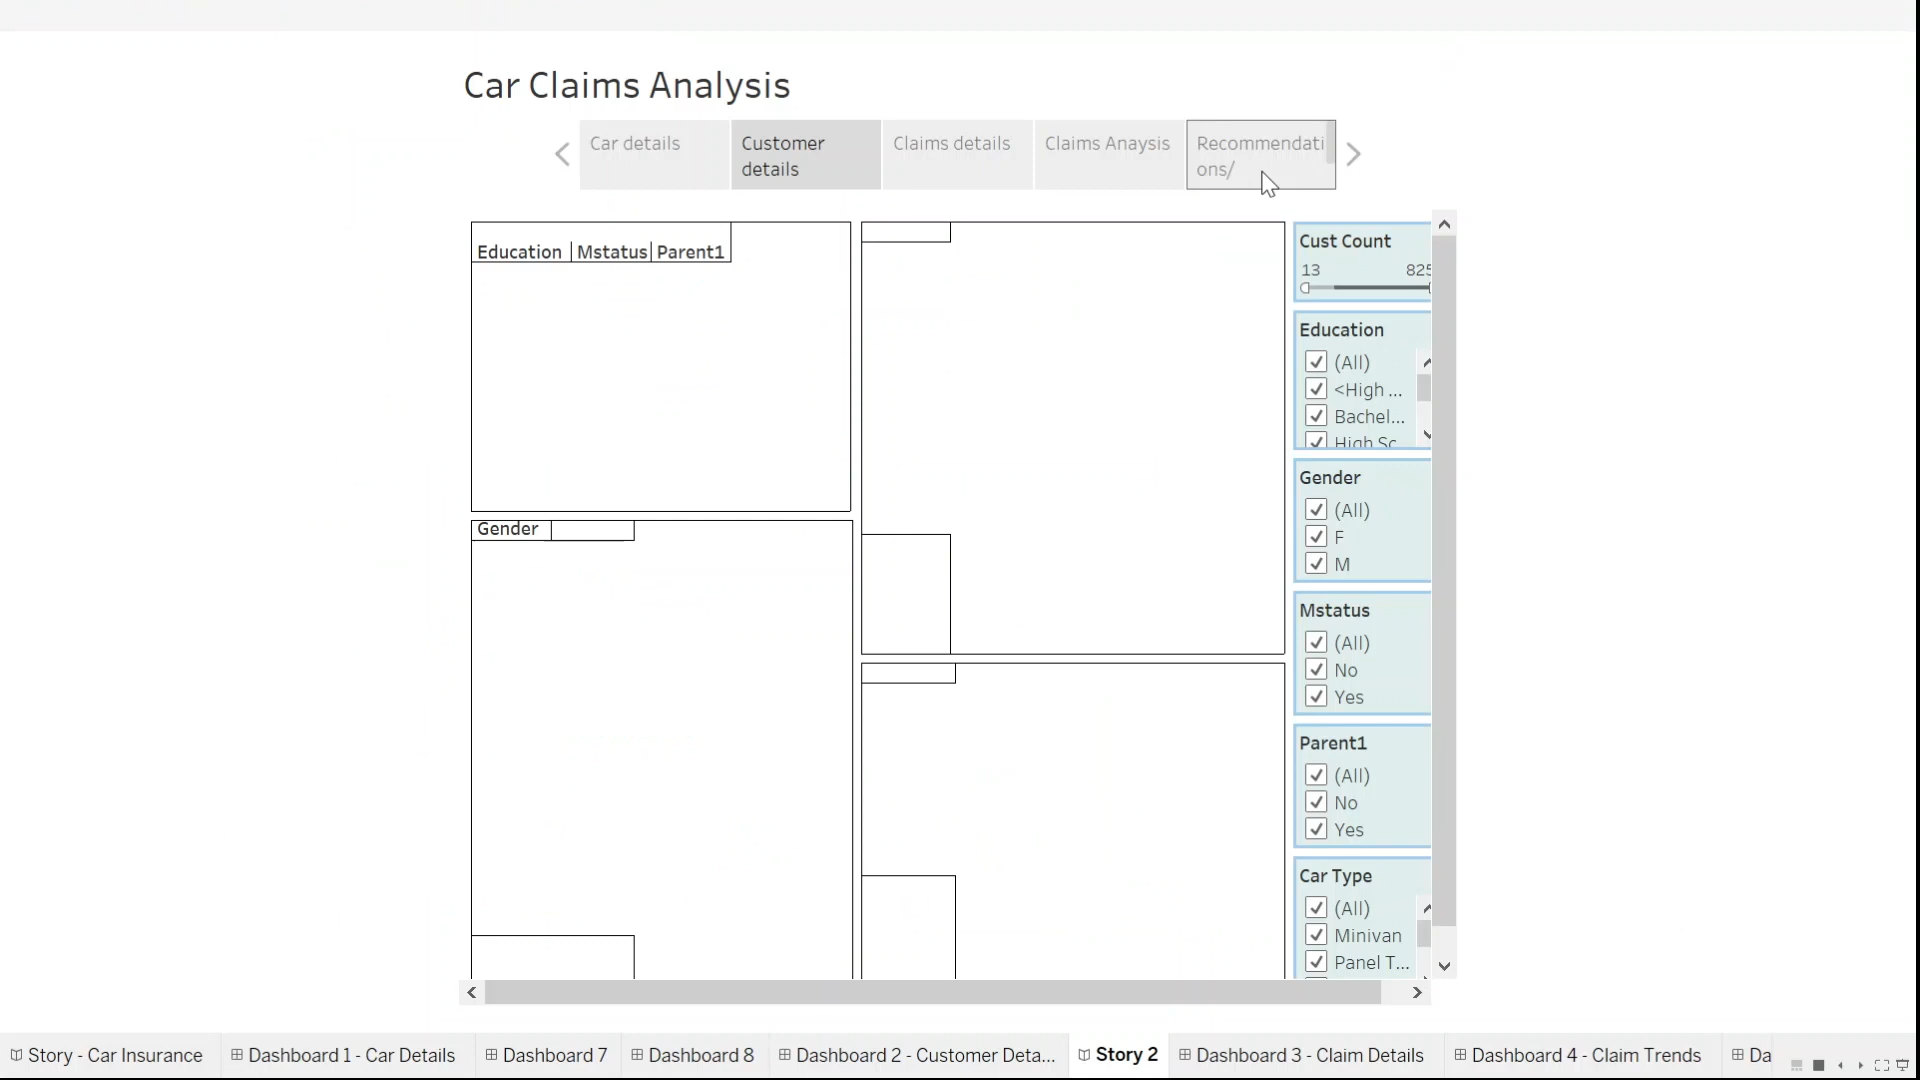 Car Claims Analysis
Car details
Customer
details
Claims details
Claims Anaysis
Recommendati
ons/
Education
Mstatus
Parent1
Gender
Cust Count
13
825
Education
(All)
<High ...
Bachel...
High Sc
Gender
(All)
F
M
Mstatus
(All)
No
Yes
Parent1
(All)
No
Yes
Car Type
(All)
Minivan
Panel T...
Story - Car Insurance
Dashboard 1 - Car Details
Dashboard 7
Dashboard 8
Dashboard 2 - Customer Deta...
Story 2
Dashboard 3 - Claim Details
Dashboard 4 - Claim Trends
Da